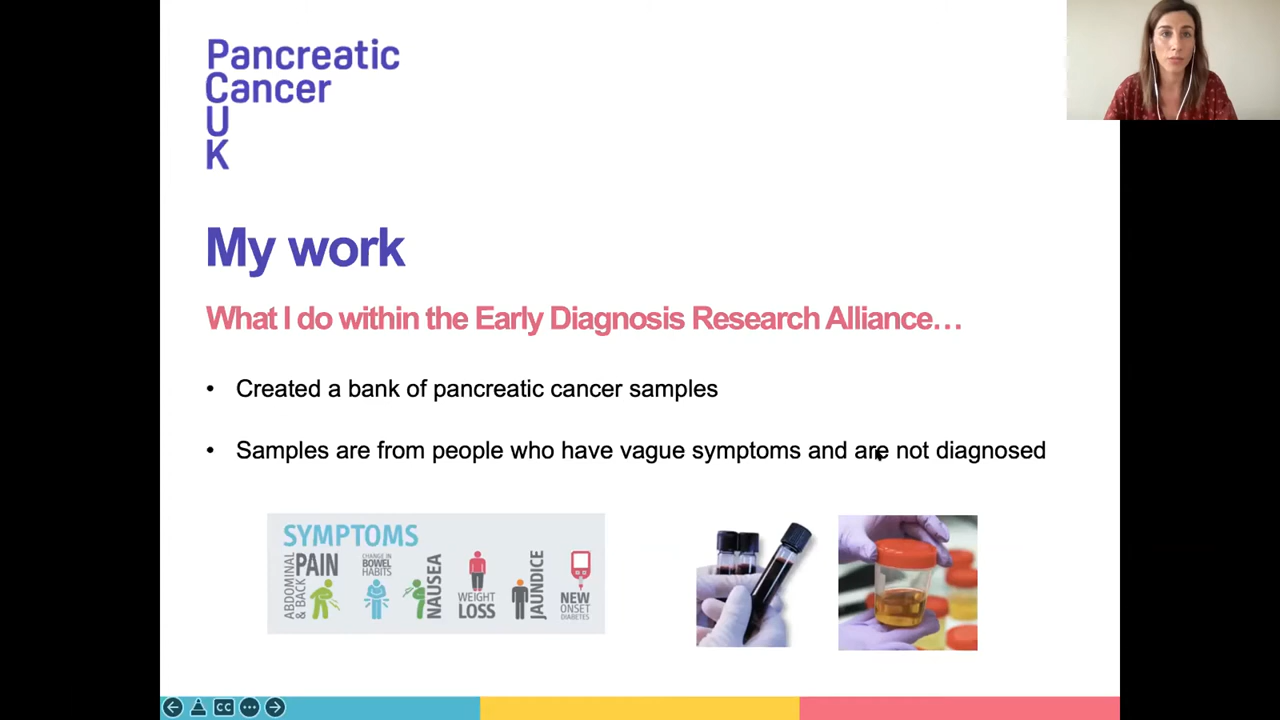 Pancreatic
Cancer
U
K
My work
What I do within the Early Diagnosis Research Alliance…
• Created a bank of pancreatic cancer samples
• Samples are from people who have vague symptoms and are not diagnosed
SYMPTOMS
ABDOMINAL
& BACK
PAIN
CHANGE IN
BOWEL
HABITS
NAUSEA
WEIGHT
LOSS
JAUNDICE
NEW
ONSET
DIABETES
CC